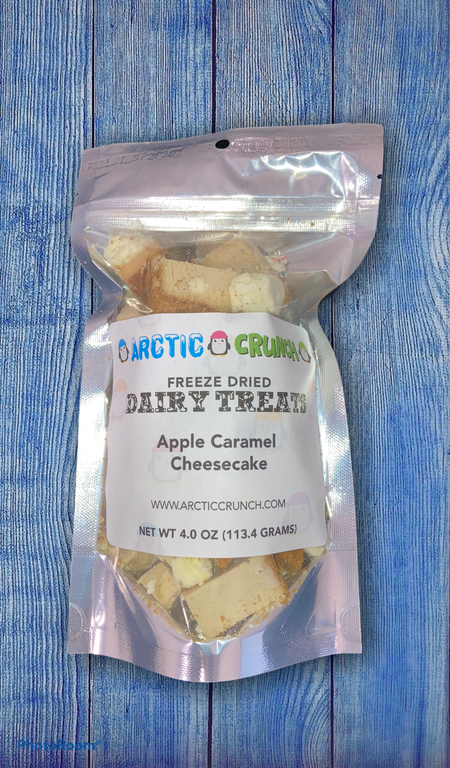 ARCTIC CRUNCH
FREEZE DRIED
DAIRY TREATS
Apple Caramel
Cheesecake
WWW.ARCTICCRUNCH.COM
NET WT 4.0 OZ (113.4 GRAMS)
PhotoRoom